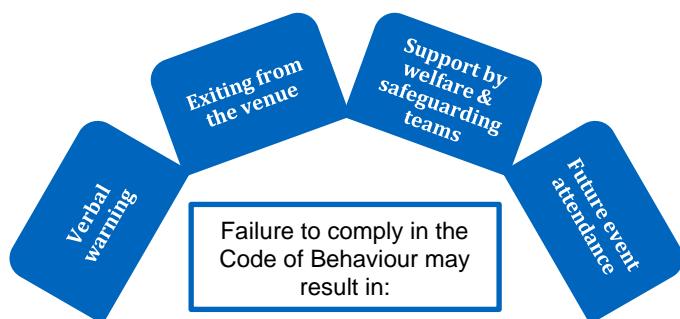 Verbal
warning
Exiting from
the venue
Support by
welfare &
safeguarding
teams
Future event
attendance
Failure to comply in the
Code of Behaviour may
result in: